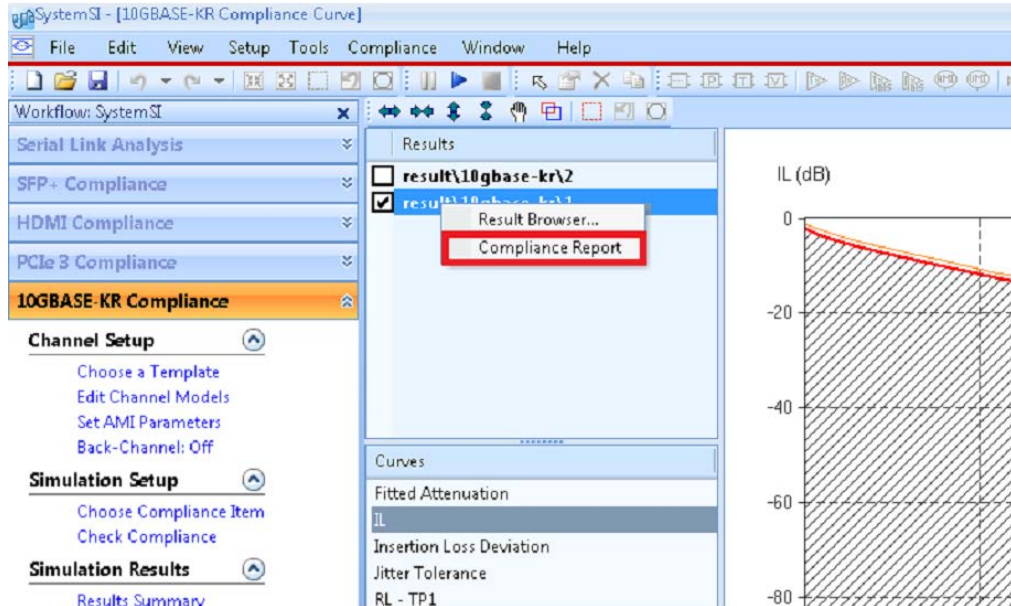 SystemSI - [10GBASE-KR Compliance Curve]
File Edit View Setup Tools Compliance Window Help
Workflow: SystemSI
Serial Link Analysis
SFP+ Compliance
HDMI Compliance
PCIe 3 Compliance
10GBASE-KR Compliance
Channel Setup
Choose a Template
Edit Channel Models
Set AMI Parameters
Back-Channel: Off
Simulation Setup
Choose Compliance Item
Check Compliance
Simulation Results
Results Summary
Results
result\10gbase-kr\2
result\10gbase-kr\1
Result Browser...
Compliance Report
Curves
Fitted Attenuation
IL
Insertion Loss Deviation
Jitter Tolerance
RL - TP1
IL (dB)
0
-20
-40
-60
-80